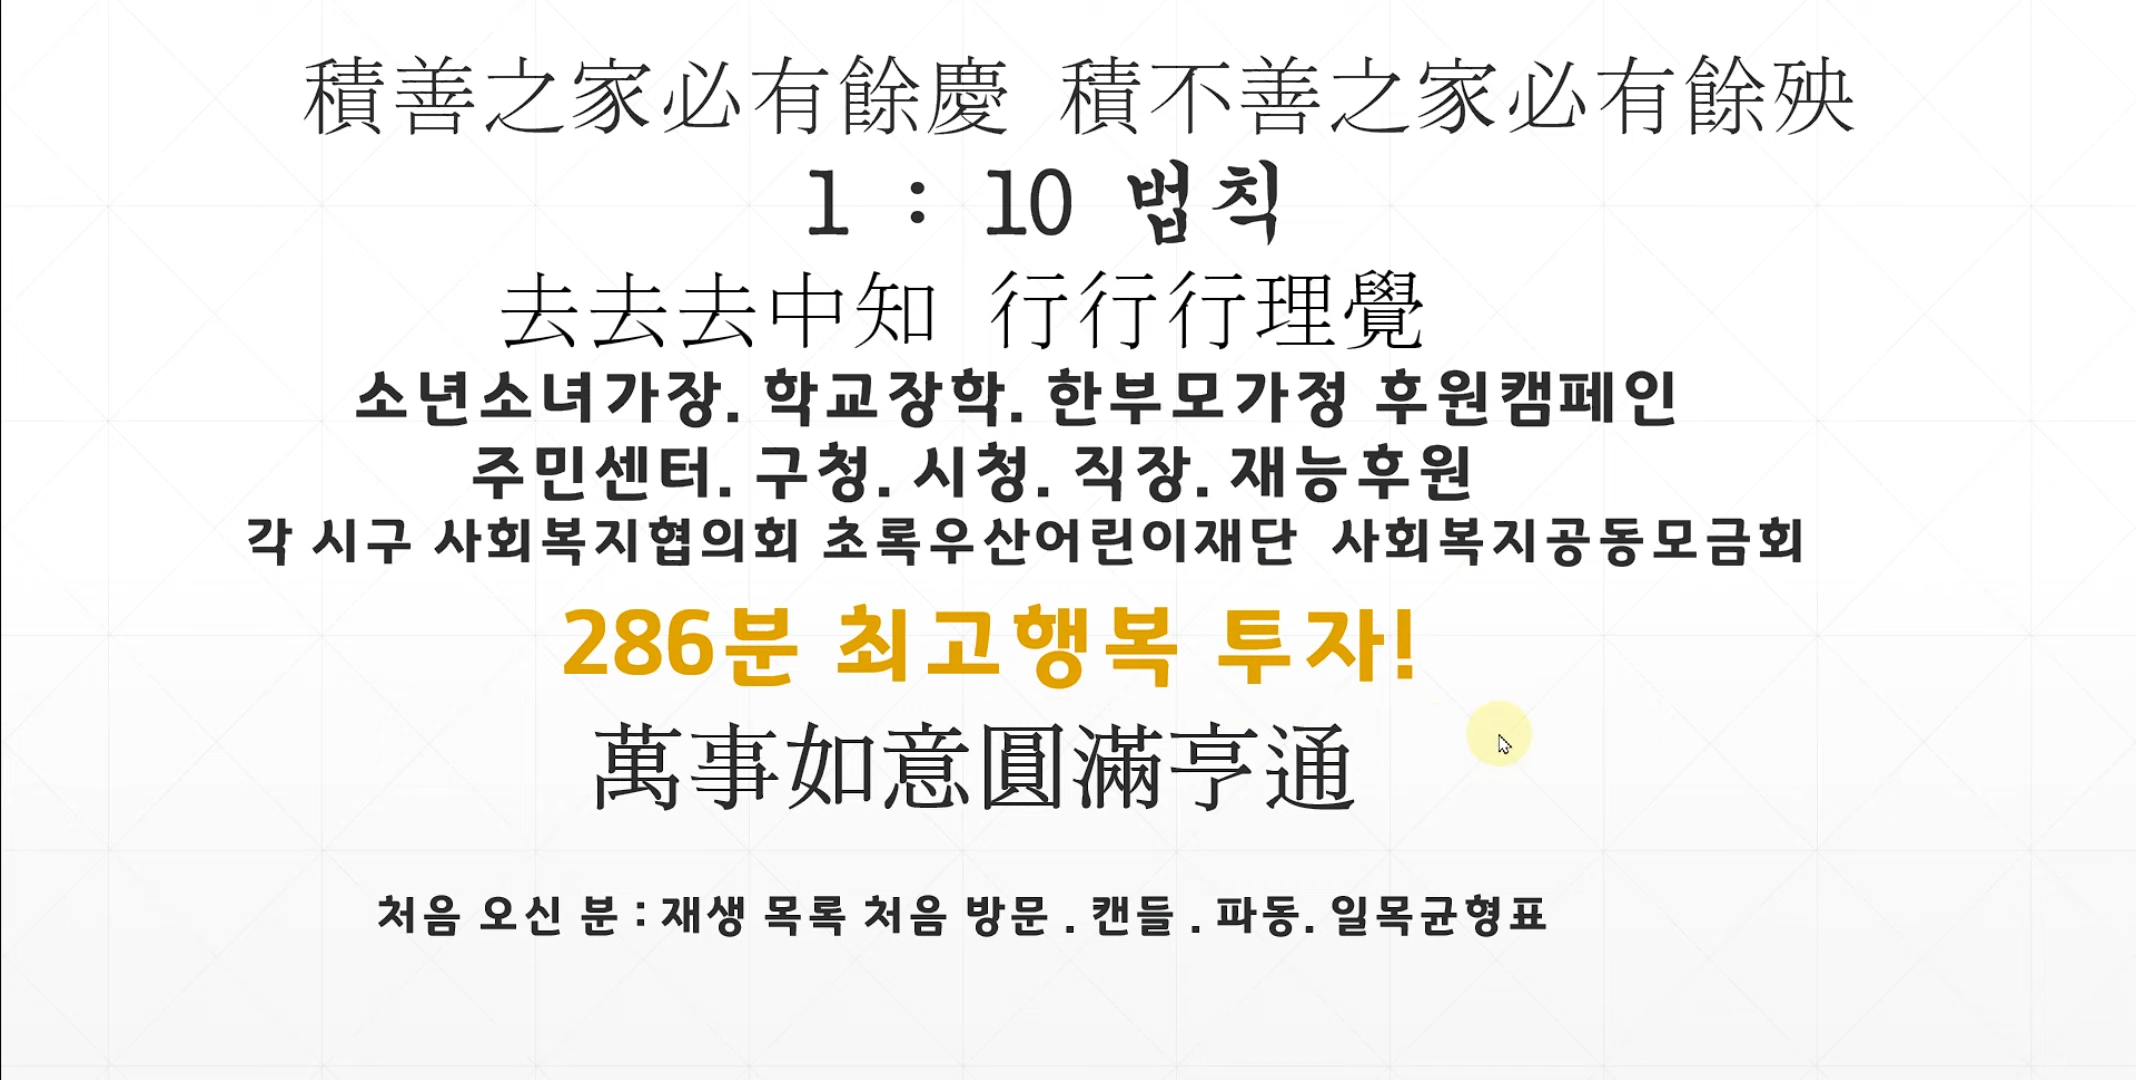 積善之家必有餘慶 積不善之家必有餘殃
1 : 10 법칙
去去去中知 行行行理覺
소년소녀가장. 학교장학. 한부모가정 후원캠페인
주민센터. 구청. 시청. 직장. 재능후원
각 시구 사회복지협의회 초록우산어린이재단 사회복지공동모금회
286분 최고행복 투자!
萬事如意圓滿亨通
처음 오신 분 : 재생 목록 처음 방문 . 캔들 . 파동. 일목균형표